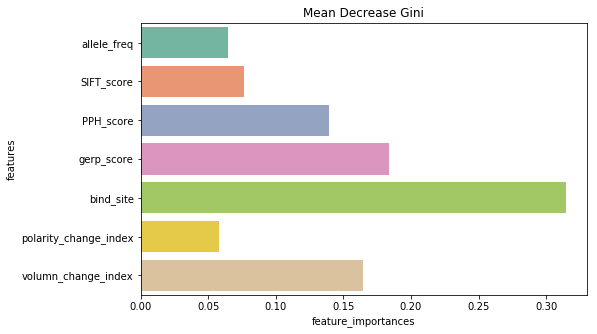 Mean Decrease Gini
features
allele_freq
SIFT_score
PPH_score
gerp_score
bind_site
polarity_change_index
volumn_change_index
0.00 0.05 0.10 0.15 0.20 0.25 0.30
feature_importances